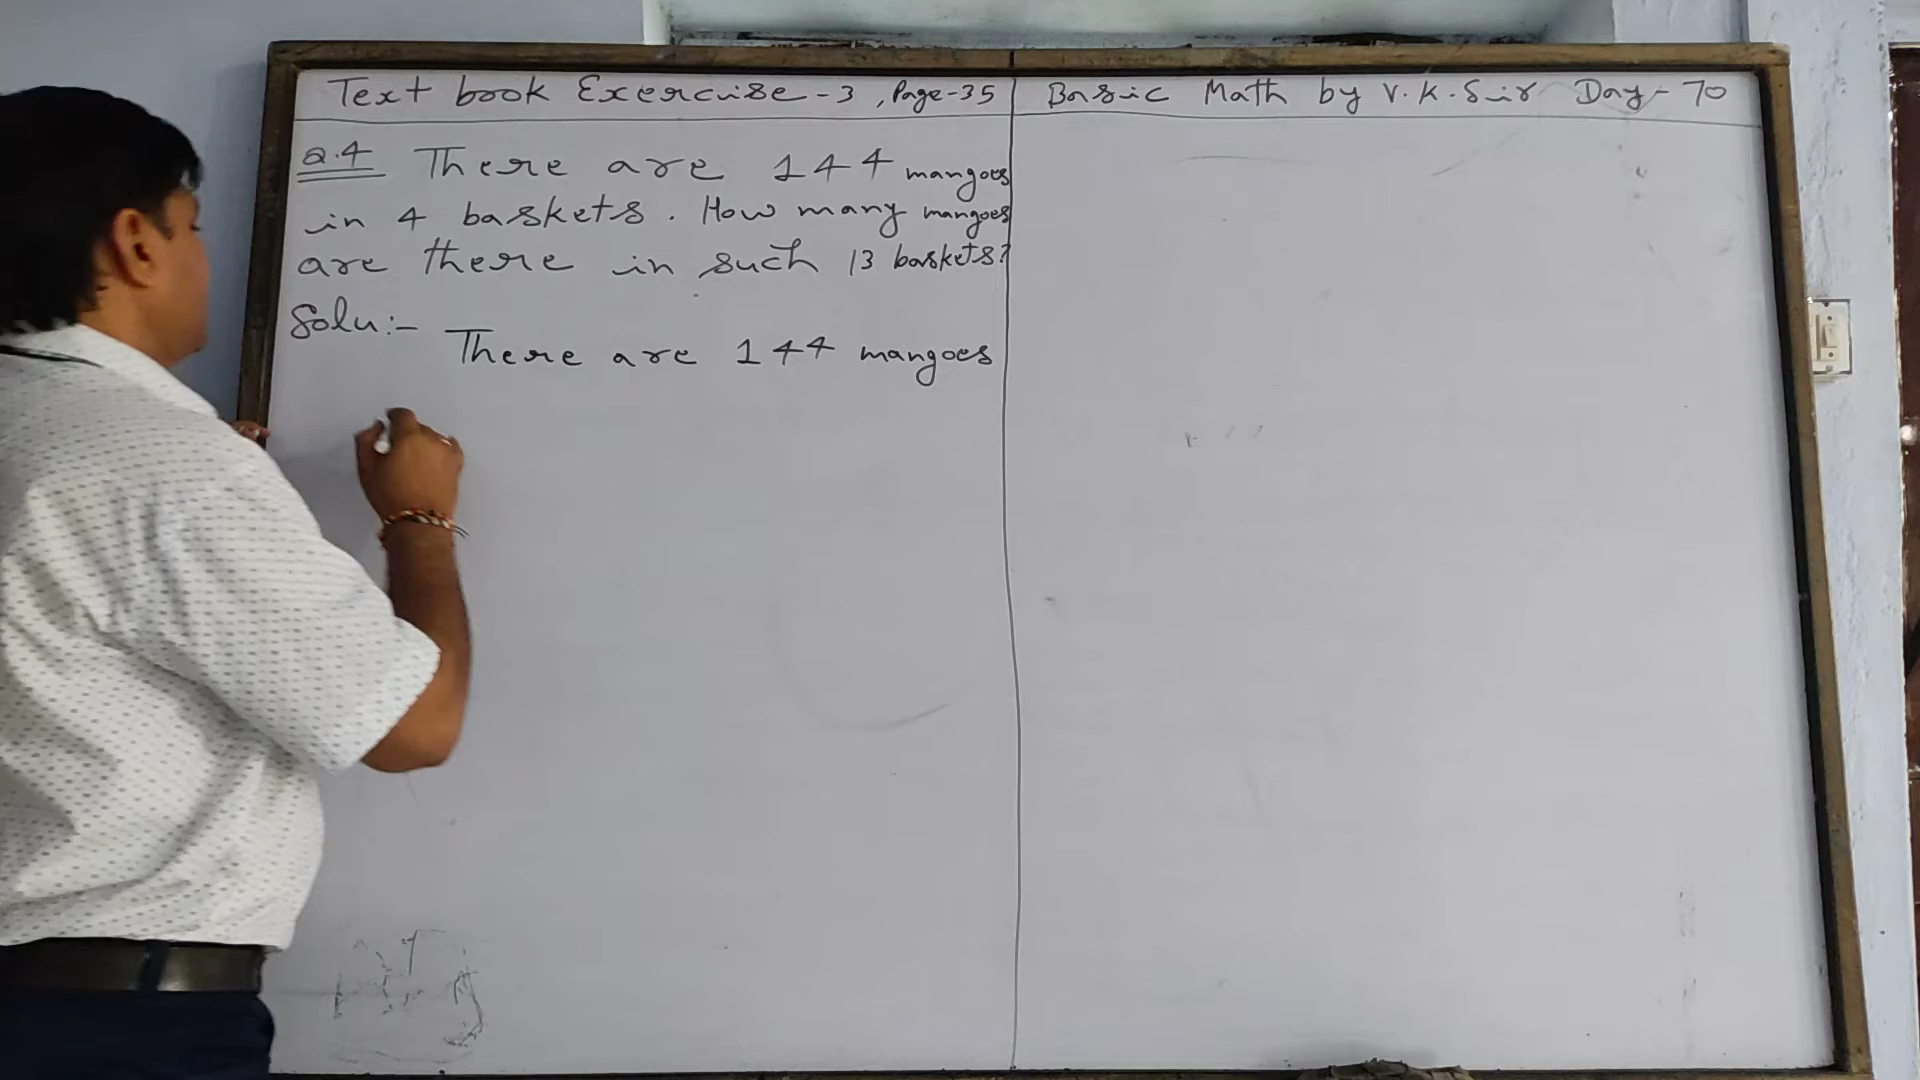 Text book Exercise-3, Page-35
Basic Math by V.K.Sir Day-70
Q.4 There are 144 mangoes
in 4 baskets. How many mangoes
are there in such 13 baskets?
Solu:-
There are 144 mangoes